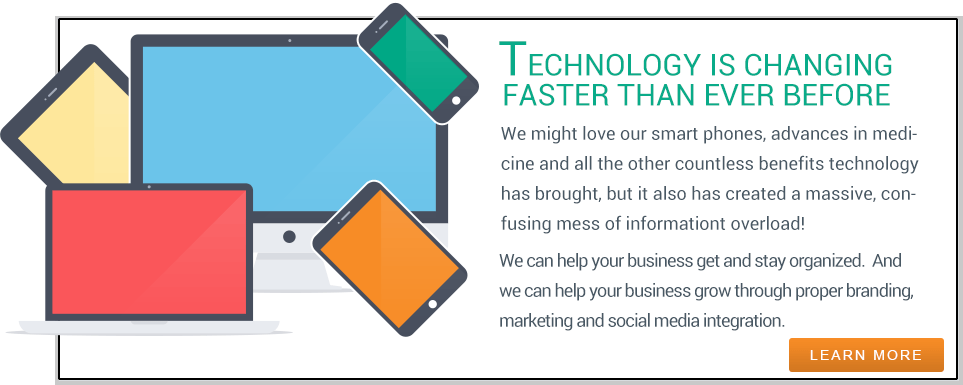 TECHNOLOGY IS CHANGING
FASTER THAN EVER BEFORE
We might love our smart phones, advances in medi-
cine and all the other countless benefits technology
has brought, but it also has created a massive, con-
fusing mess of informationt overload!
We can help your business get and stay organized.  And
we can help your business grow through proper branding,
marketing and social media integration.
LEARN MORE